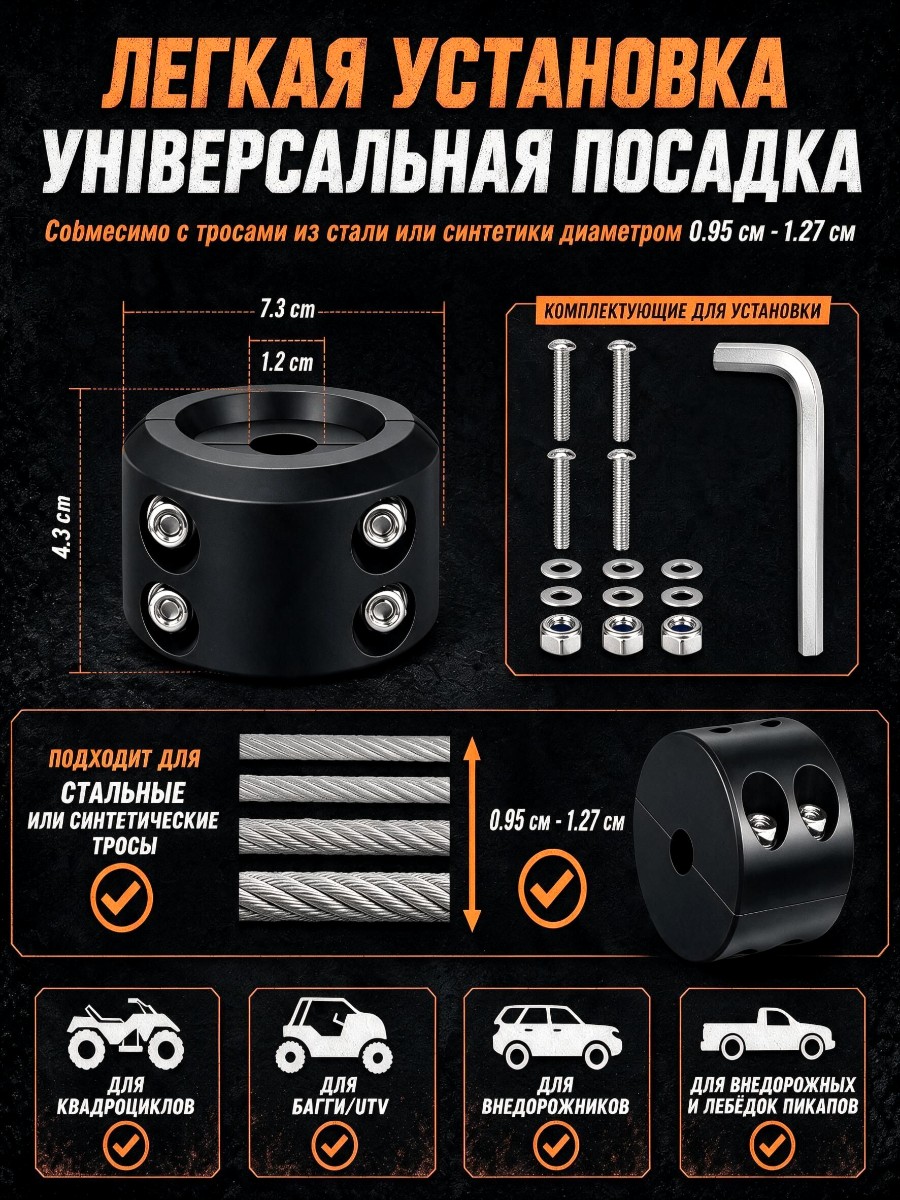 ЛЕГКАЯ УСТАНОВКА
УНІВЕРСАЛЬНАЯ ПОСАДКА
Соbмесимо с тросами из стали или синтетики диаметром 0.95 см - 1.27 см
7.3 cm
1.2 cm
4.3 cm
КОМПЛЕКТУЮЩИЕ ДЛЯ УСТАНОВКИ
ПОДХОДИТ ДЛЯ
СТАЛЬНЫЕ
ИЛИ СИНТЕТИЧЕСКИЕ
ТРОСЫ
0.95 см - 1.27 см
ДЛЯ
КВАДРОЦИКЛОВ
ДЛЯ
БАГГИ/UTV
ДЛЯ
ВНЕДОРОЖНИКОВ
ДЛЯ ВНЕДОРОЖНЫХ
И ЛЕБЁДОК ПИКАПОВ